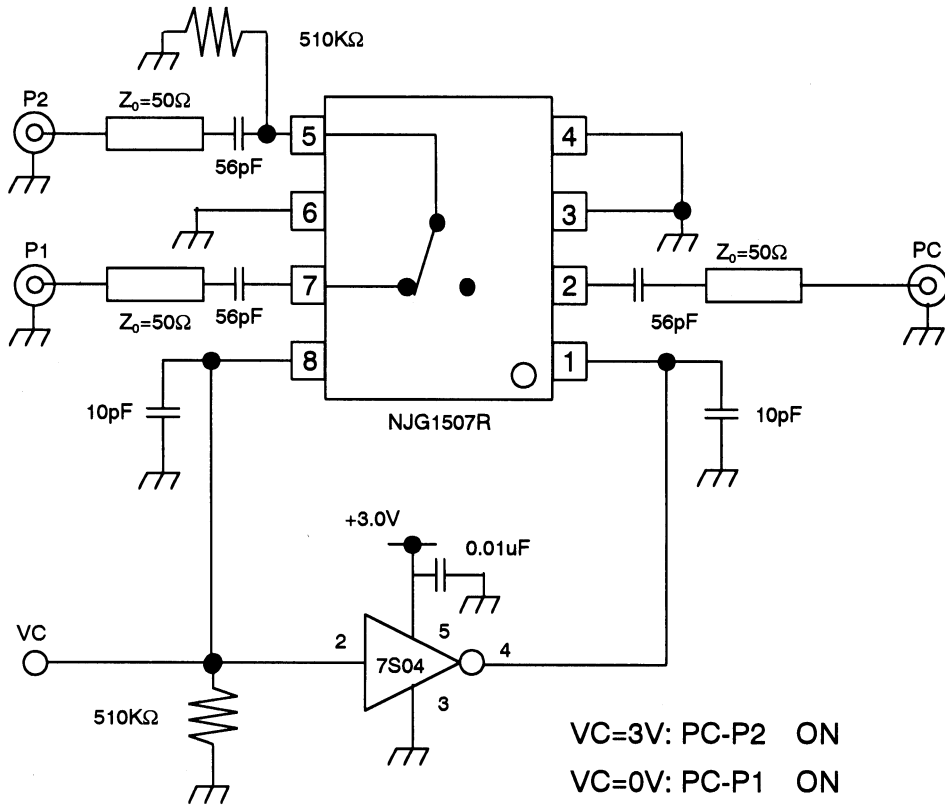 510KΩ
P2
Z₀=50Ω
56pF
5
4
6
3
P1
Z₀=50Ω
56pF
7
2
56pF
Z₀=50Ω
PC
8
1
10pF
NJG1507R
10pF
+3.0V
0.01uF
VC
2
7S04
5
4
3
510KΩ
VC=3V: PC-P2 ON
VC=0V: PC-P1 ON